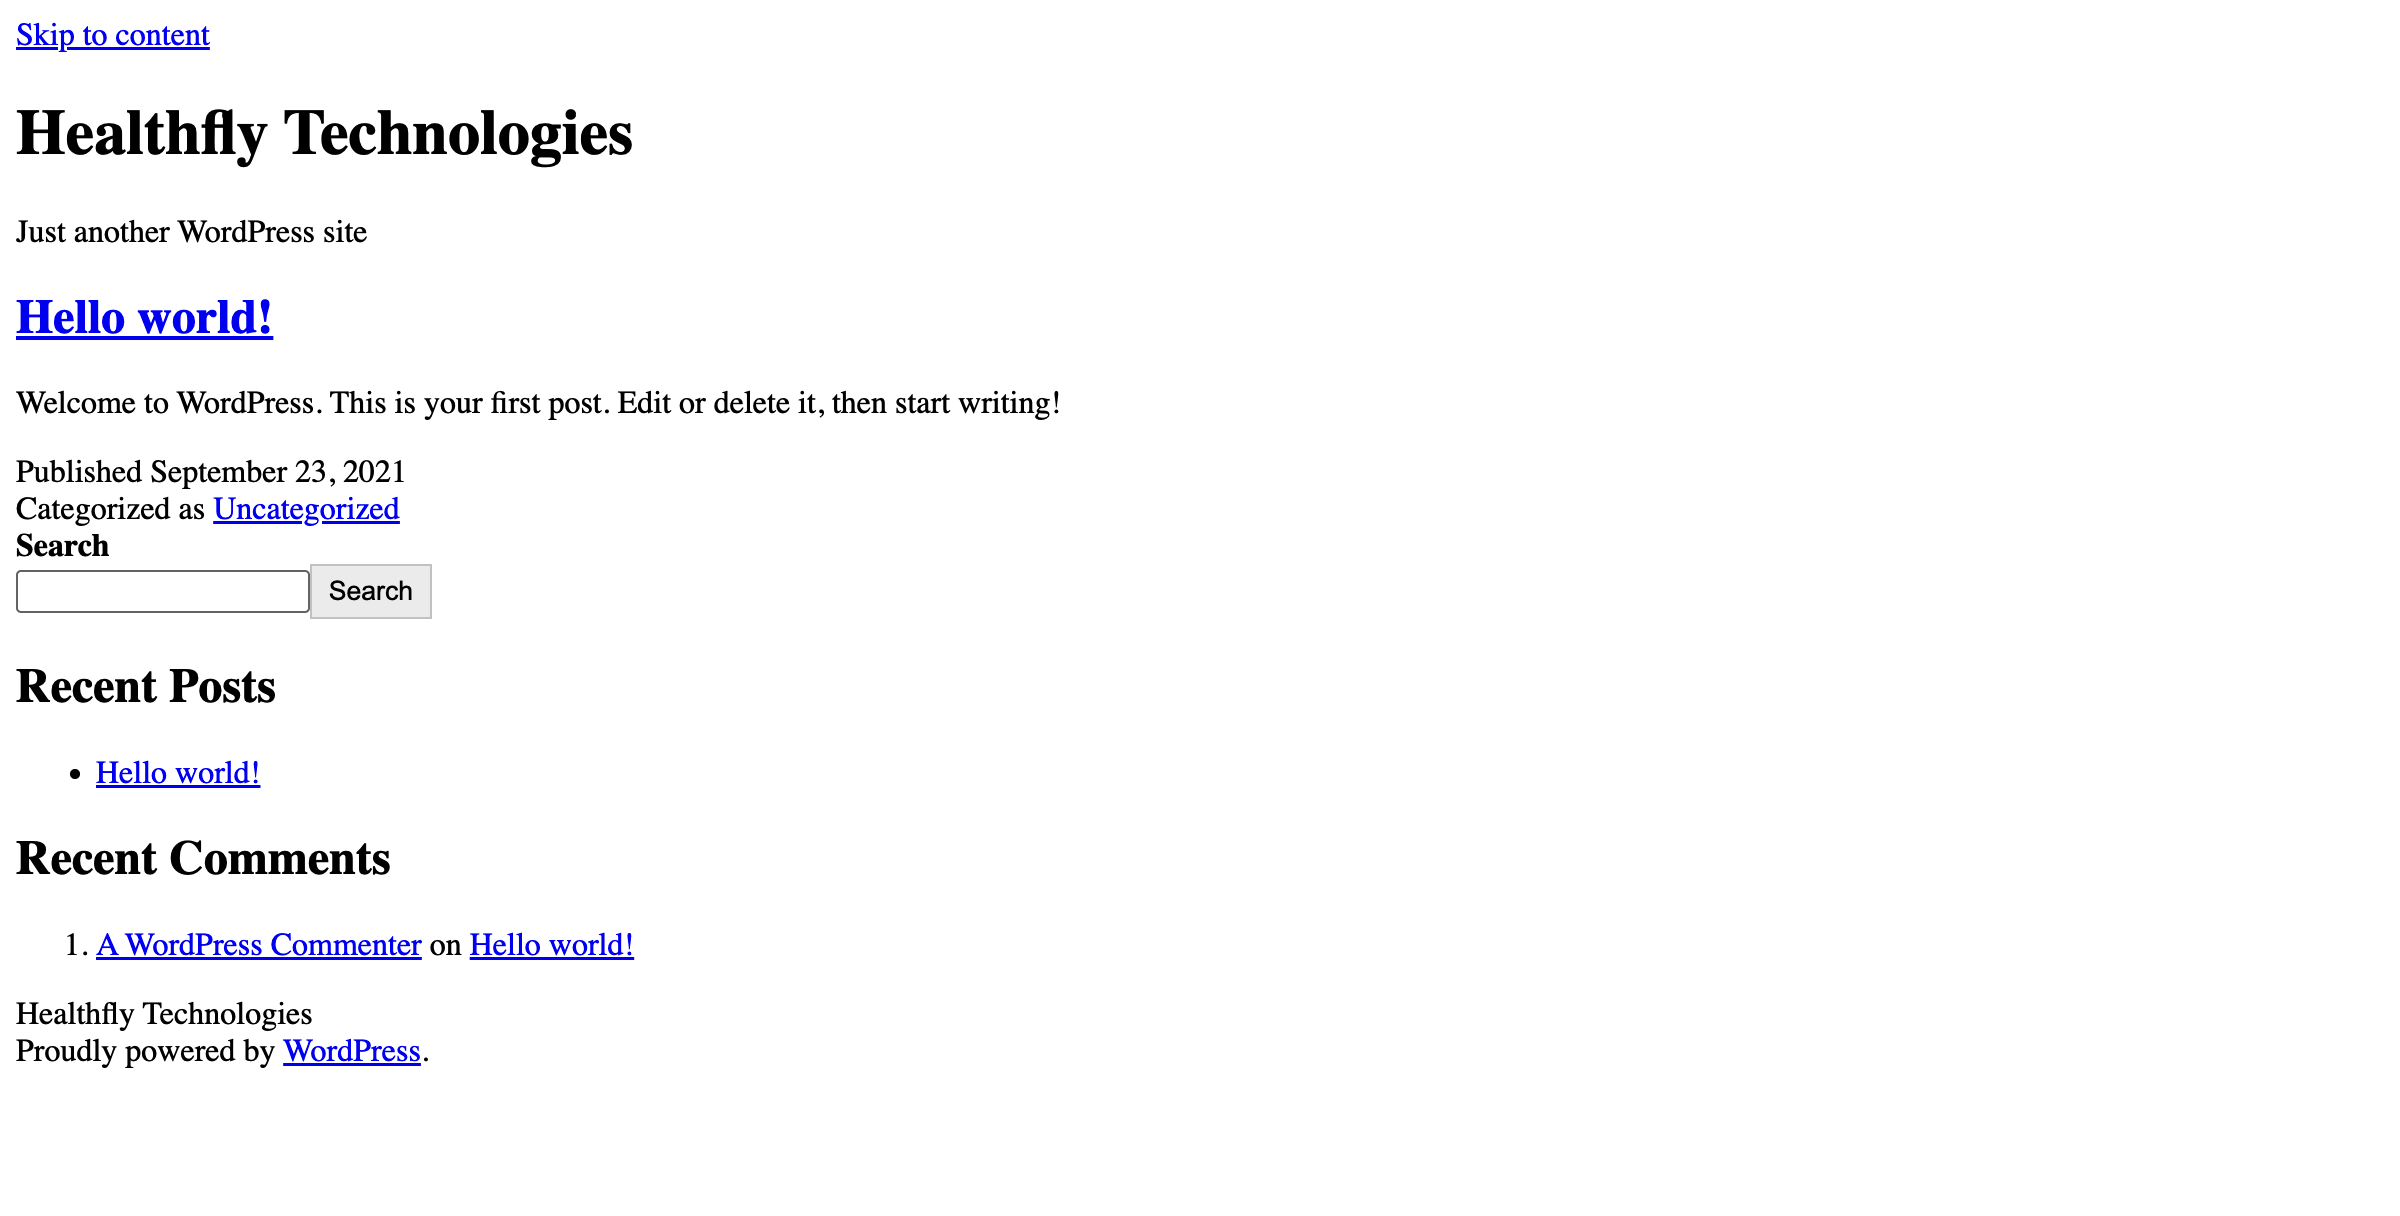 Skip to content
Healthfly Technologies
Just another WordPress site
Hello world!
Welcome to WordPress. This is your first post. Edit or delete it, then start writing!
Published September 23, 2021
Categorized as Uncategorized
Search
Search
Recent Posts
• Hello world!
Recent Comments
1. A WordPress Commenter on Hello world!
Healthfly Technologies
Proudly powered by WordPress.